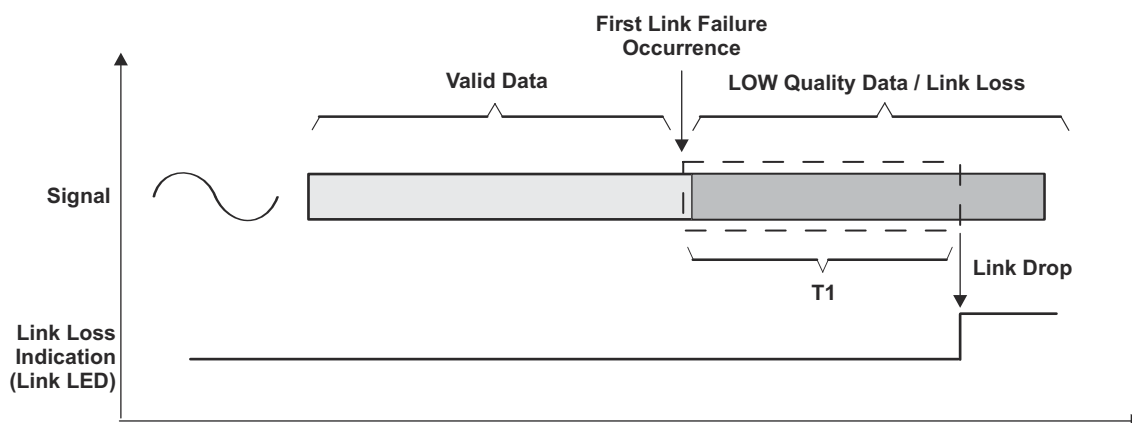 First Link Failure
Occurrence
Valid Data
LOW Quality Data / Link Loss
Signal
T1
Link Drop
Link Loss
Indication
(Link LED)